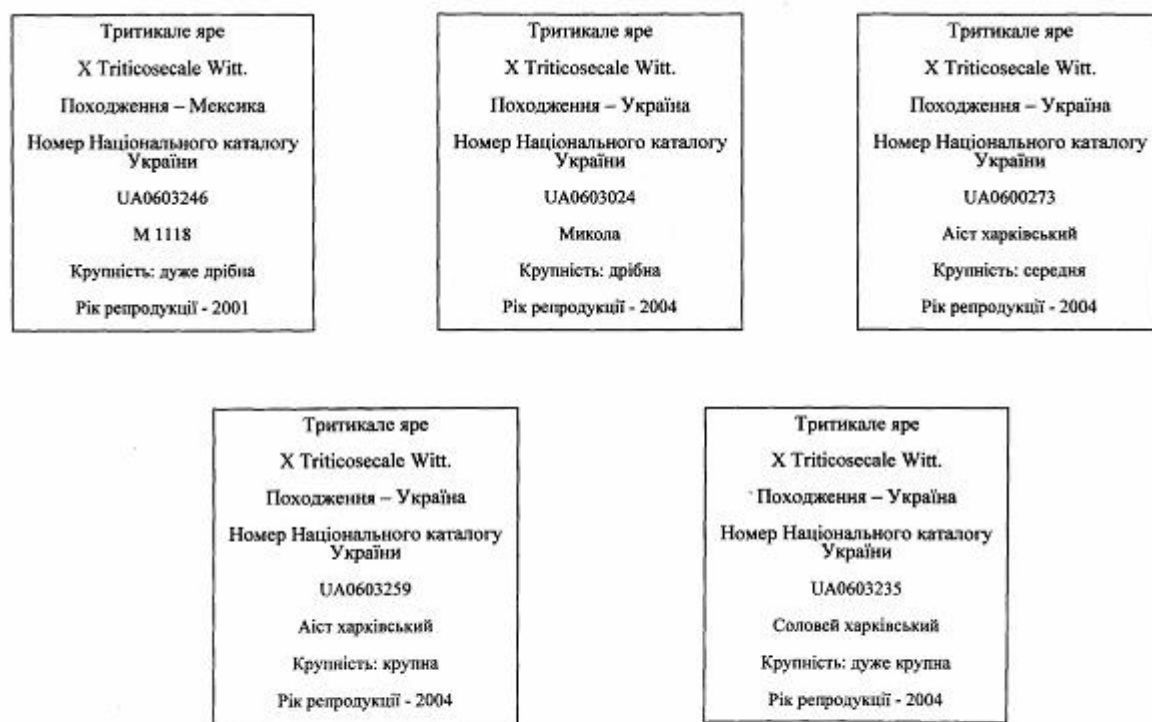 Тритикале яре
X Triticosecale Witt.
Походження – Мексика
Номер Національного каталогу
України
UA0603246
М 1118
Крупність: дуже дрібна
Рік репродукції - 2001
Тритикале яре
X Triticosecale Witt.
Походження – Україна
Номер Національного каталогу
України
UA0603024
Микола
Крупність: дрібна
Рік репродукції - 2004
Тритикале яре
X Triticosecale Witt.
Походження – Україна
Номер Національного каталогу
України
UA0600273
Аіст харківський
Крупність: середня
Рік репродукції - 2004
Тритикале яре
X Triticosecale Witt.
Походження – Україна
Номер Національного каталогу
України
UA0603259
Аіст харківський
Крупність: крупна
Рік репродукції - 2004
Тритикале яре
X Triticosecale Witt.
Походження – Україна
Номер Національного каталогу
України
UA0603235
Соловей харківський
Крупність: дуже крупна
Рік репродукції - 2004